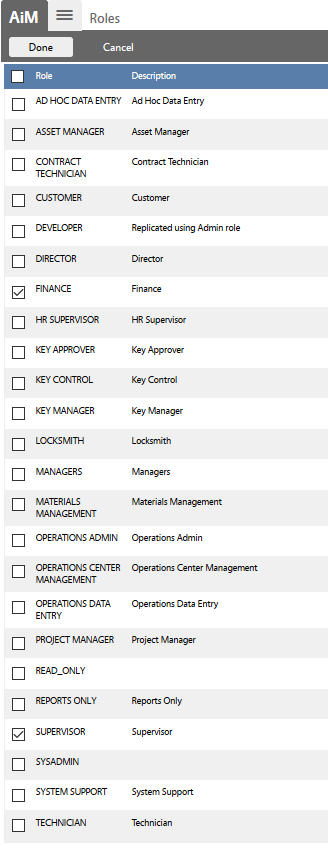 AiM Roles
Done Cancel
Role Description
AD HOC DATA ENTRY Ad Hoc Data Entry
ASSET MANAGER Asset Manager
CONTRACT Contract Technician
TECHNICIAN
CUSTOMER Customer
DEVELOPER Replicated using Admin role
DIRECTOR Director
FINANCE Finance
HR SUPERVISOR HR Supervisor
KEY APPROVER Key Approver
KEY CONTROL Key Control
KEY MANAGER Key Manager
LOCKSMITH Locksmith
MANAGERS Managers
MATERIALS Materials Management
MANAGEMENT
OPERATIONS ADMIN Operations Admin
OPERATIONS CENTER Operations Center Management
MANAGEMENT
OPERATIONS DATA Operations Data Entry
ENTRY
PROJECT MANAGER Project Manager
READ_ONLY
REPORTS ONLY Reports Only
SUPERVISOR Supervisor
SYSADMIN
SYSTEM SUPPORT System Support
TECHNICIAN Technician